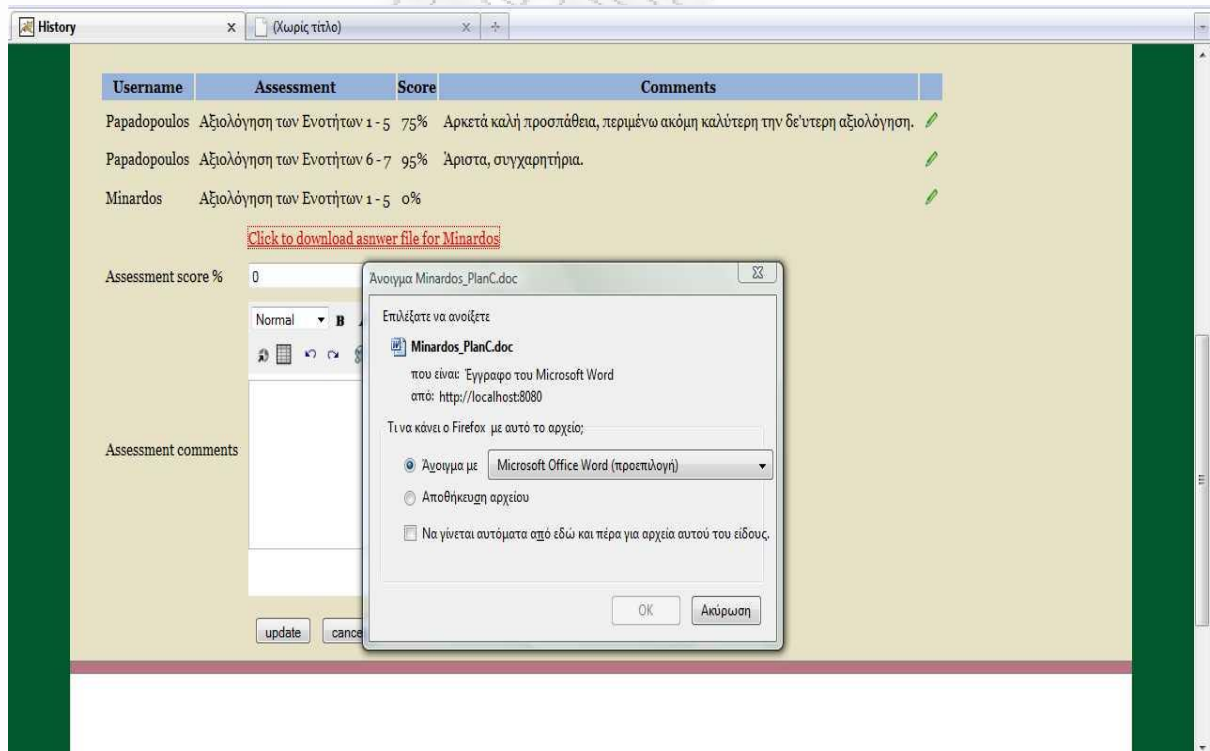 History x (Χωρίς τίτλο) x
Username Assessment Score Comments
Papadopoulos Αξιολόγηση των Ενοτήτων 1 - 5 75% Αρκετά καλή προσπάθεια, περιμένω ακόμη καλύτερη την δε'υτερη αξιολόγηση.
Papadopoulos Αξιολόγηση των Ενοτήτων 6 - 7 95% Άριστα, συγχαρητήρια.
Minardos Αξιολόγηση των Ενοτήτων 1 - 5 0%
Click to download asnwer file for Minardos
Assessment score % 0
Normal B
Assessment comments
update cance
Άνοιγμα Minardos_PlanC.doc
Επιλέξατε να ανοίξετε
Minardos_PlanC.doc
που είναι: Έγγραφο του Microsoft Word
από: http://localhost:8080
Τι να κάνει ο Firefox με αυτό το αρχείο;
Άνοιγμα με Microsoft Office Word (προεπιλογή)
Αποθήκευση αρχείου
Να γίνεται αυτόματα από εδώ και πέρα για αρχεία αυτού του είδους.
OK Ακύρωση